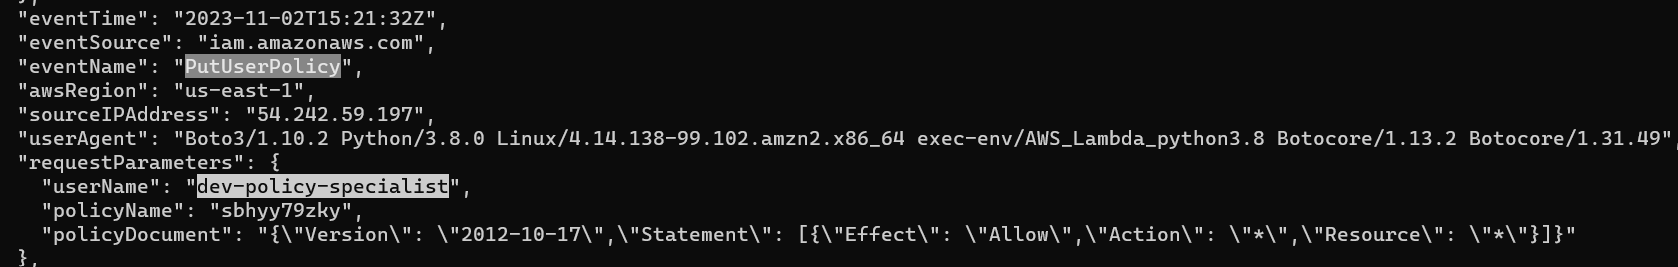 },
"eventTime": "2023-11-02T15:21:32Z",
"eventSource": "iam.amazonaws.com",
"eventName": "PutUserPolicy",
"awsRegion": "us-east-1",
"sourceIPAddress": "54.242.59.197",
"userAgent": "Boto3/1.10.2 Python/3.8.0 Linux/4.14.138-99.102.amzn2.x86_64 exec-env/AWS_Lambda_python3.8 Botocore/1.13.2 Botocore/1.31.49",
"requestParameters": {
"userName": "dev-policy-specialist",
"policyName": "sbhyy79zky",
"policyDocument": "{\"Version\": \"2012-10-17\",\"Statement\": [{\"Effect\": \"Allow\",\"Action\": \"*\",\"Resource\": \"*\"}]}"
},